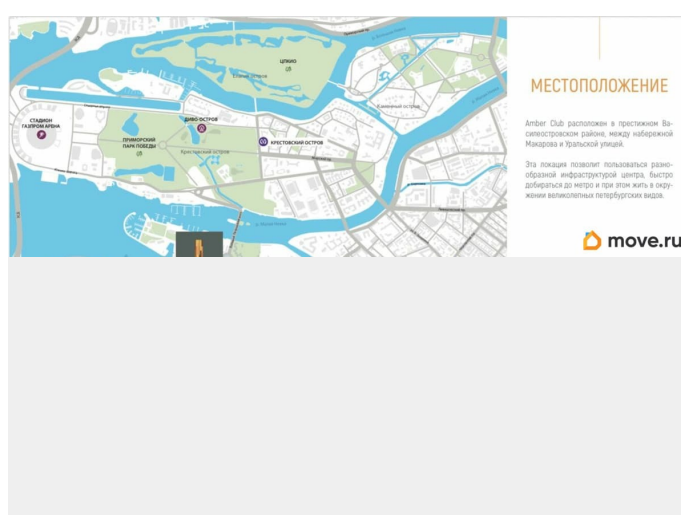 ЦПКИО
Елагин остров
Каменный остров
СТАДИОН
ГАЗПРОМ АРЕНА
ДИВО ОСТРОВ
ПРИМОРСКИЙ
ПАРК ПОБЕДЫ
КРЕСТОВСКИЙ ОСТРОВ
Крестовский остров
МЕСТОПОЛОЖЕНИЕ
Amber Club расположен в престижном Ва-
силеостровском районе, между набережной
Макарова и Уральской улицей.
Эта локация позволит пользоваться разно-
образной инфраструктурой центра, быстро
добираться до метро и при этом жить в окру-
жении великолепных петербургских видов.
move.ru